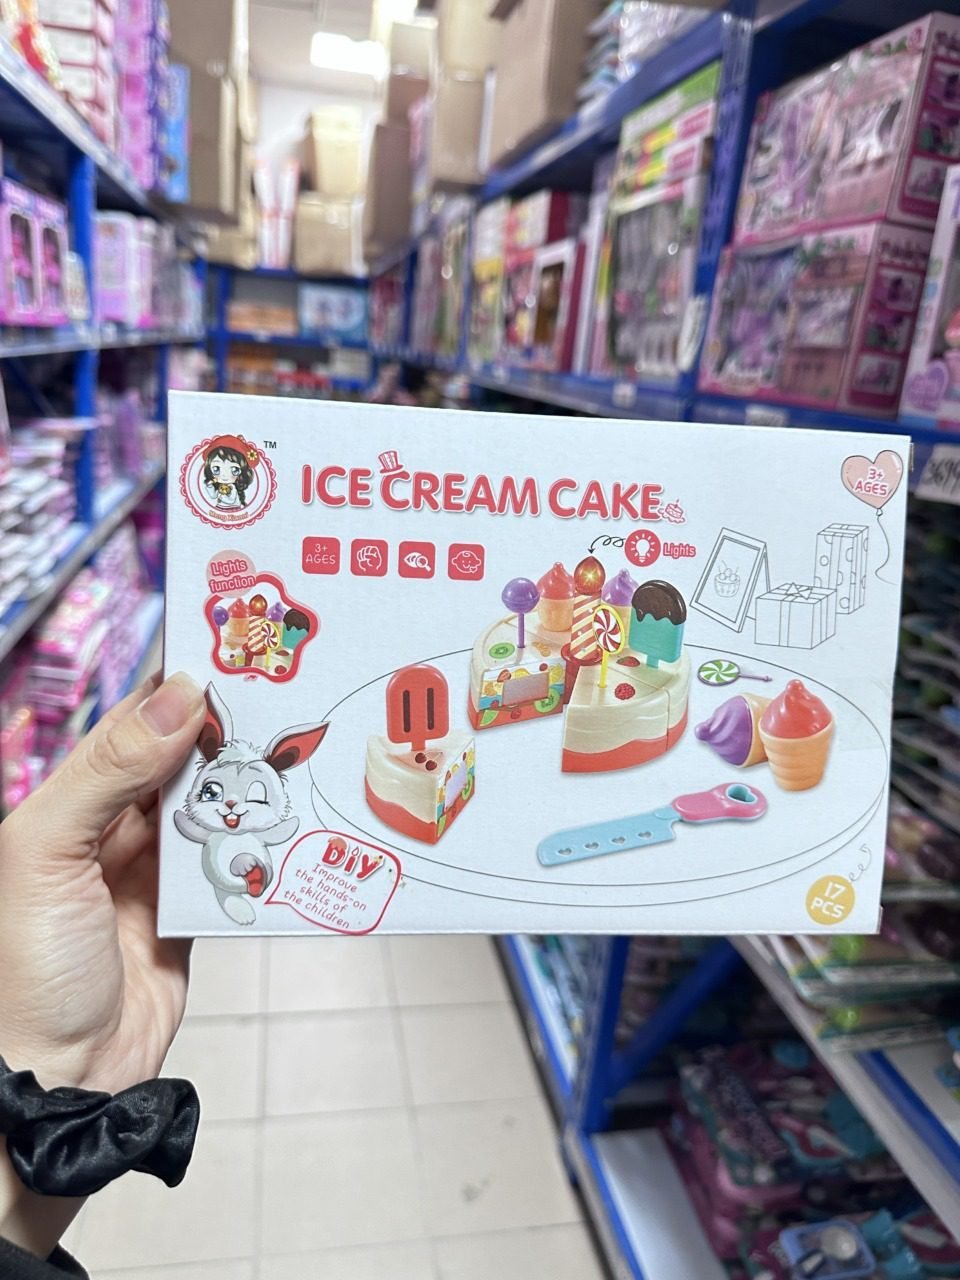 TM
ICE CREAM CAKE
3+
AGES
3+
AGES
Lights
Lights
function
DiY
Improve
the hands-on
skills of
the children
17
PCS